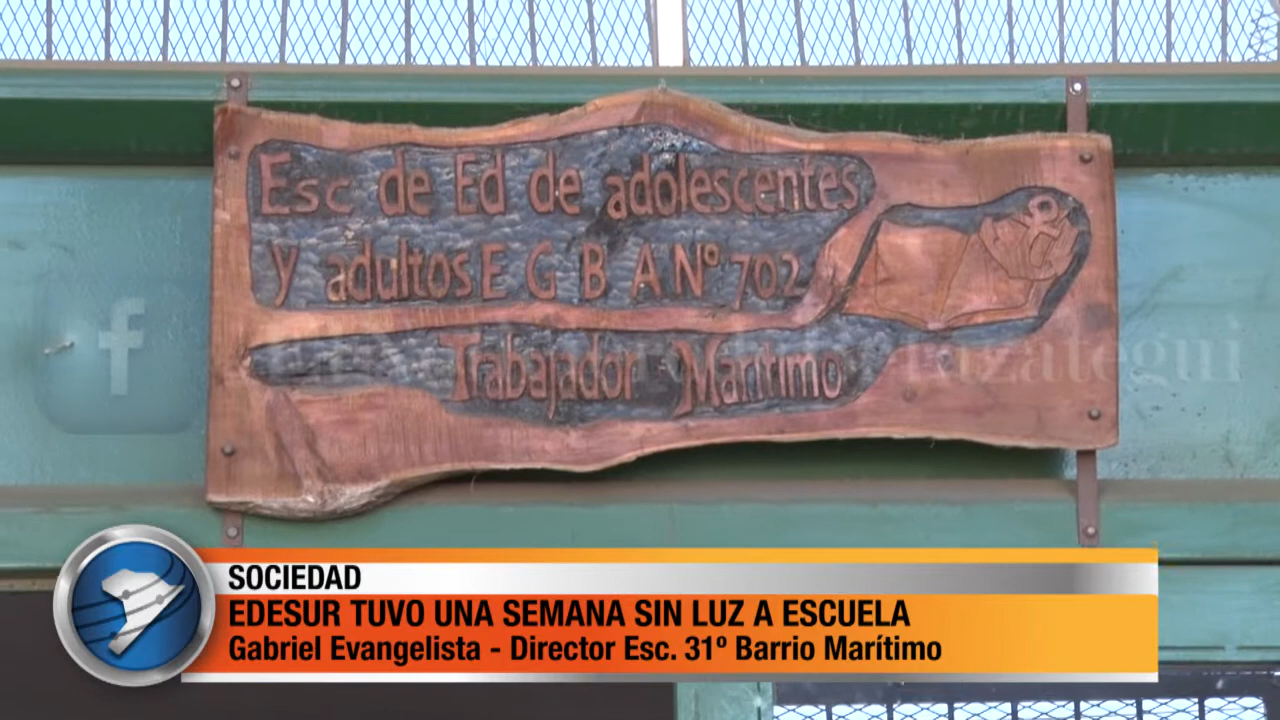 Esc de Ed de adolescentes
y adultos E G B A Nº 702
Trabajador Marítimo
SOCIEDAD
EDESUR TUVO UNA SEMANA SIN LUZ A ESCUELA
Gabriel Evangelista - Director Esc. 31º Barrio Marítimo